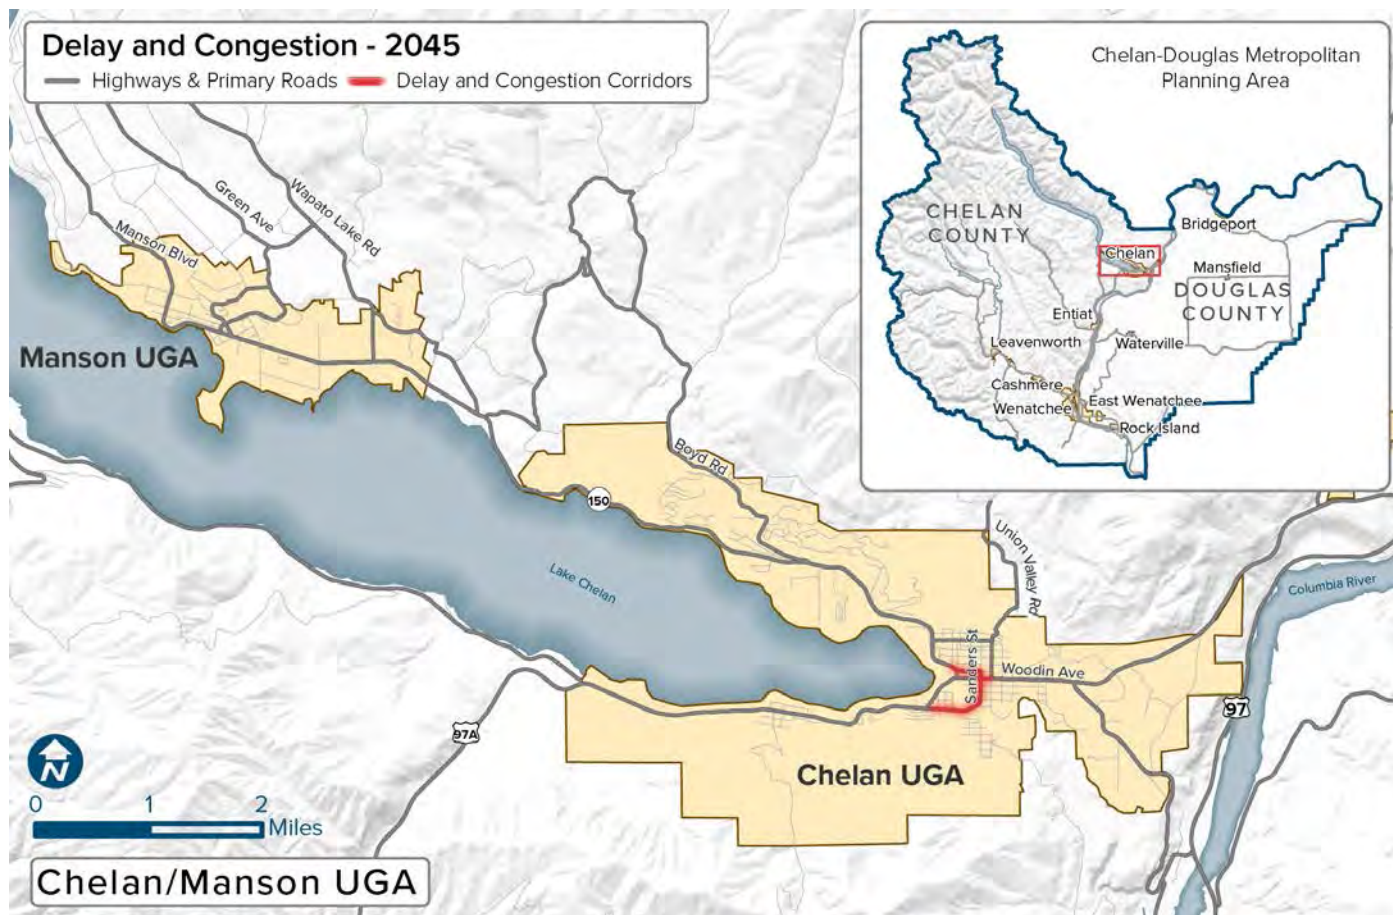 Delay and Congestion - 2045
Highways & Primary Roads
Delay and Congestion Corridors
Chelan-Douglas Metropolitan
Planning Area
CHELAN
COUNTY
Bridgeport
Chelan
Mansfield
DOUGLAS
COUNTY
Entiat
Leavenworth
Waterville
Cashmere
East Wenatchee
Wenatchee
Rock Island
Wapato Lake Rd
Green Ave
Manson Blvd
Manson UGA
Boyd Rd
150
Union Valley Rd
Lake Chelan
Columbia River
Sanders St
Woodin Ave
97
97A
Chelan UGA
N
0 1 2
Miles
Chelan/Manson UGA